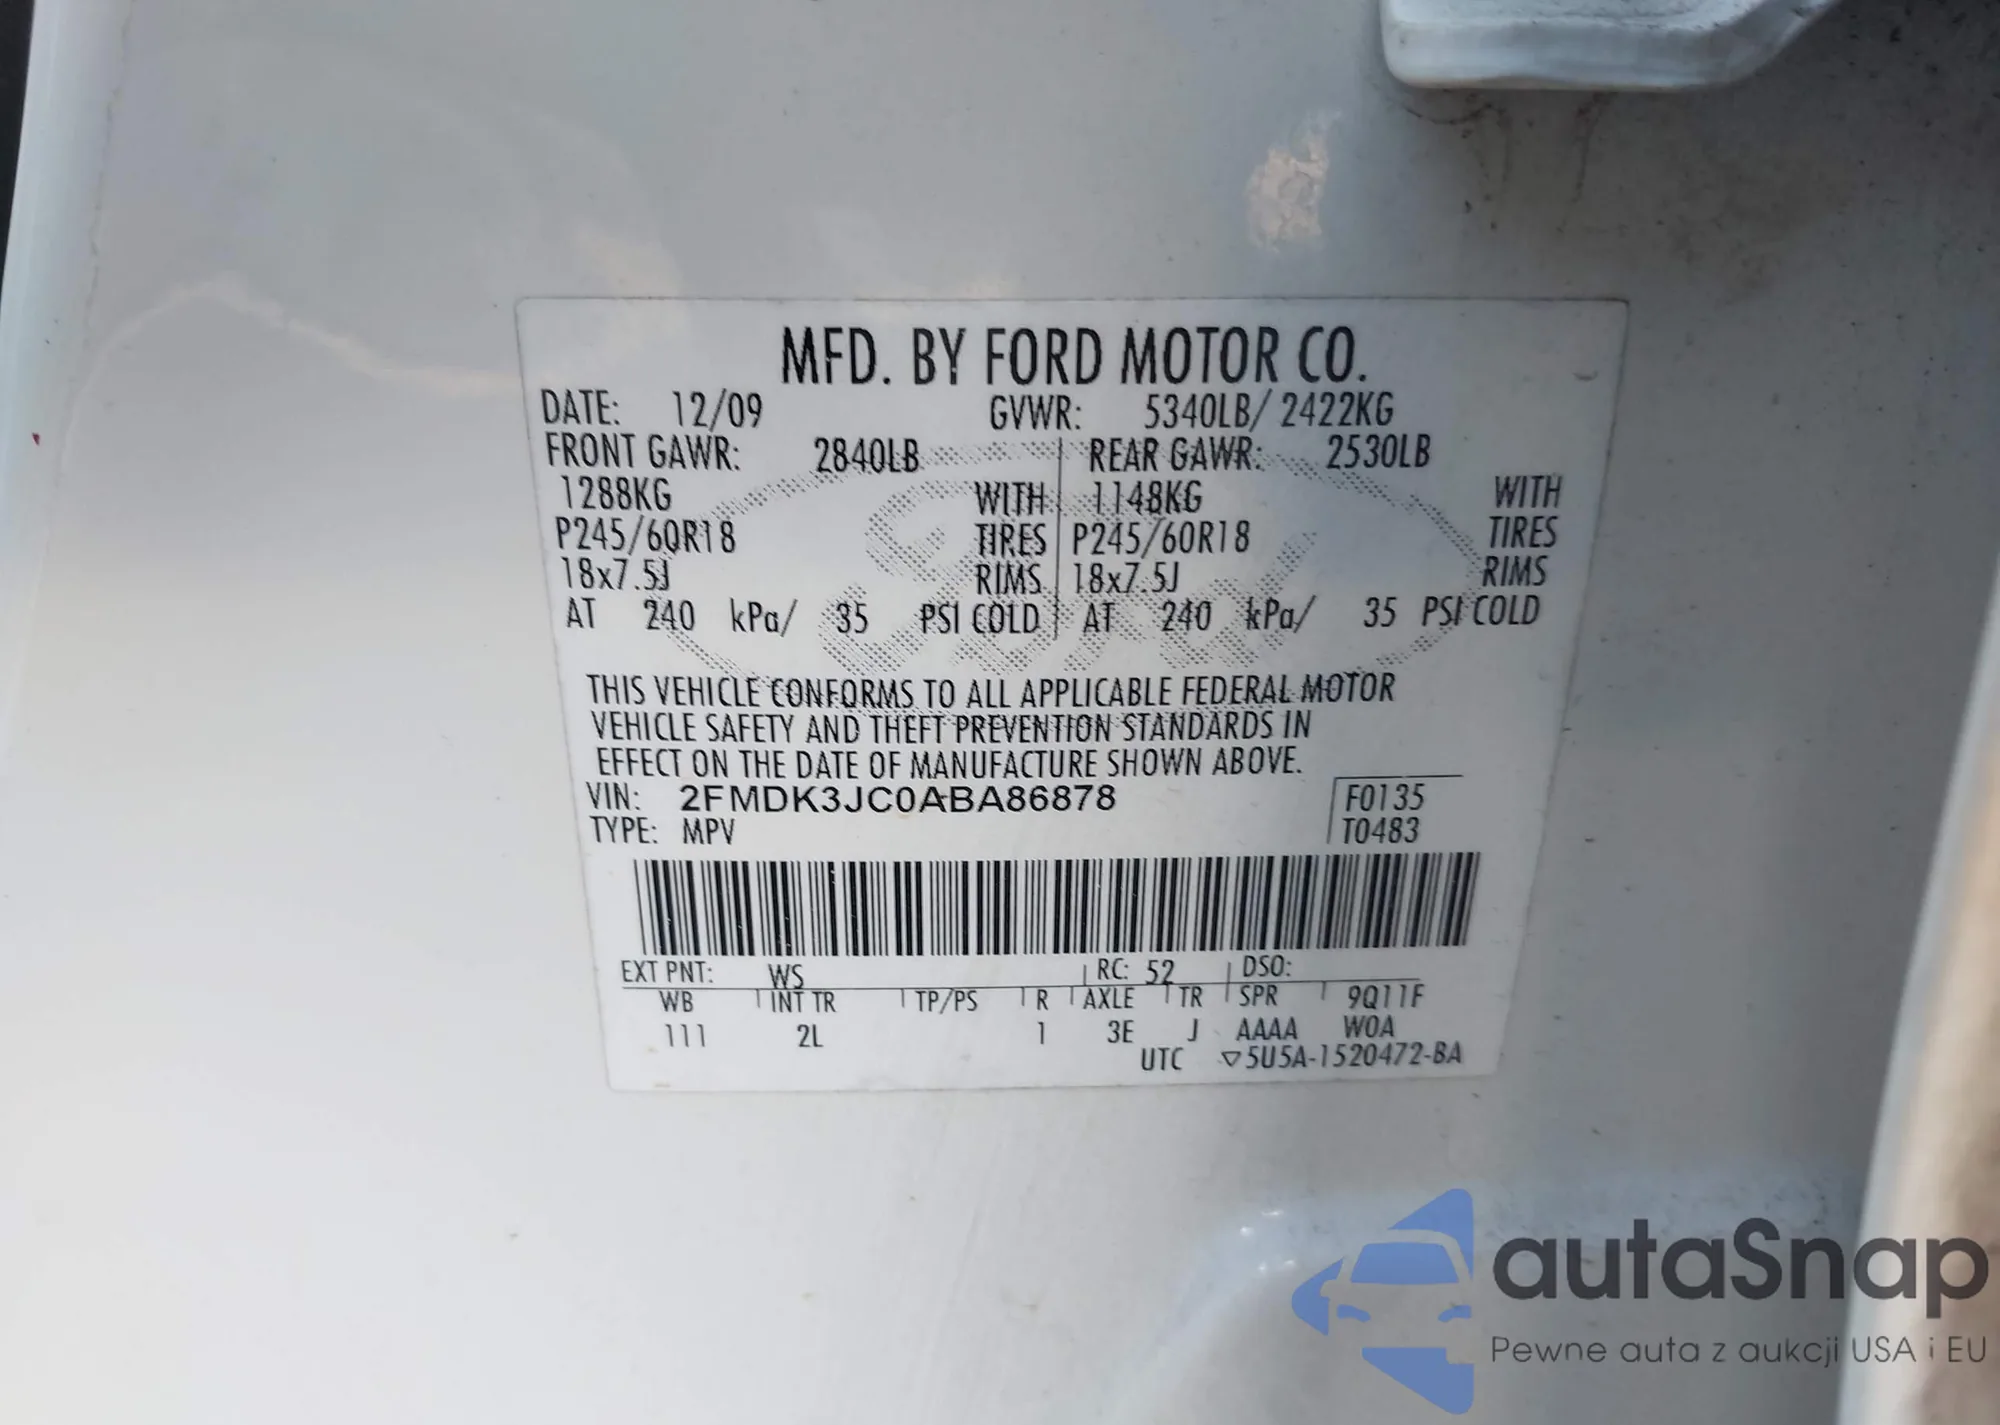 MFD. BY FORD MOTOR CO.
DATE: 12/09 GVWR: 5340LB/ 2422KG
FRONT GAWR: 2840LB REAR GAWR: 2530LB
1288KG WITH 1148KG WITH
P245/60R18 TIRES P245/60R18 TIRES
18x7.5J RIMS 18x7.5J RIMS
AT 240 kPa/ 35 PSI COLD AT 240 kPa/ 35 PSI COLD
THIS VEHICLE CONFORMS TO ALL APPLICABLE FEDERAL MOTOR
VEHICLE SAFETY AND THEFT PREVENTION STANDARDS IN
EFFECT ON THE DATE OF MANUFACTURE SHOWN ABOVE.
VIN: 2FMDK3JC0ABA86878 F0135
TYPE: MPV T0483
EXT PNT: WS RC: 52 DSO:
WB INT TR TP/PS R AXLE TR SPR 9Q11F
111 2L 1 3E J AAAA WOA
UTC ▽5U5A-1520472-BA
Ford
autaSnap
Pewne auta z aukcji USA i EU